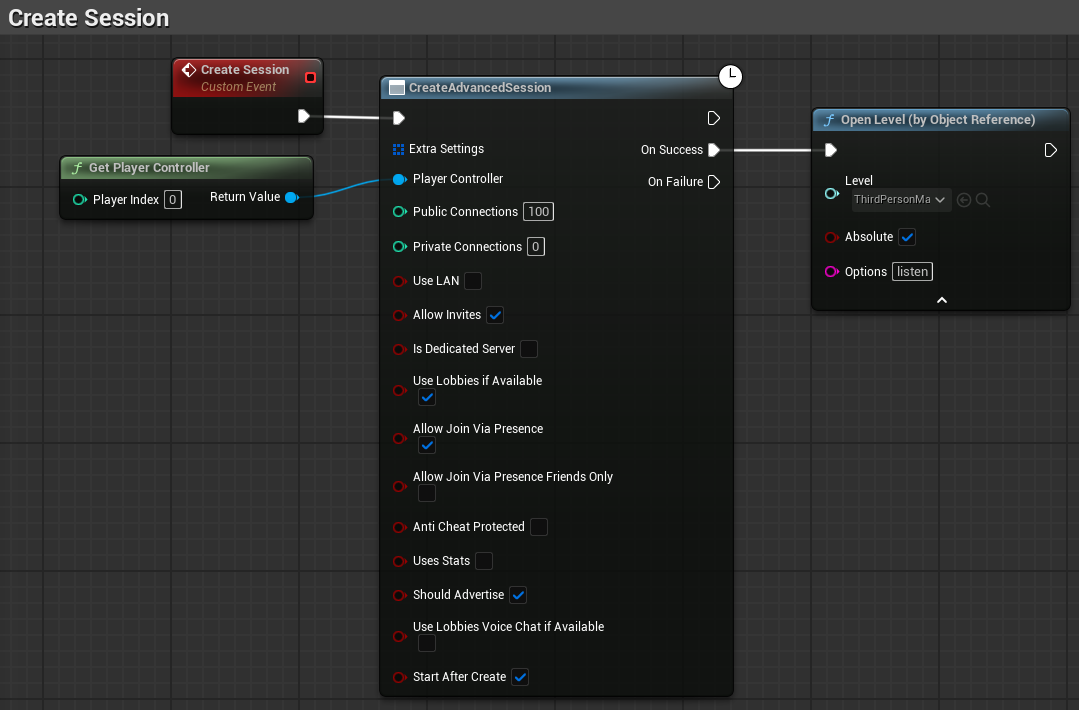 Create Session
Create Session
Custom Event
CreateAdvancedSession
Extra Settings
On Success
Player Controller
On Failure
Public Connections 100
Private Connections 0
Use LAN
Allow Invites
Is Dedicated Server
Use Lobbies if Available
Allow Join Via Presence
Allow Join Via Presence Friends Only
Anti Cheat Protected
Uses Stats
Should Advertise
Use Lobbies Voice Chat if Available
Start After Create
f Get Player Controller
Player Index 0
Return Value
f Open Level (by Object Reference)
Level
ThirdPersonMa
Absolute
Options listen